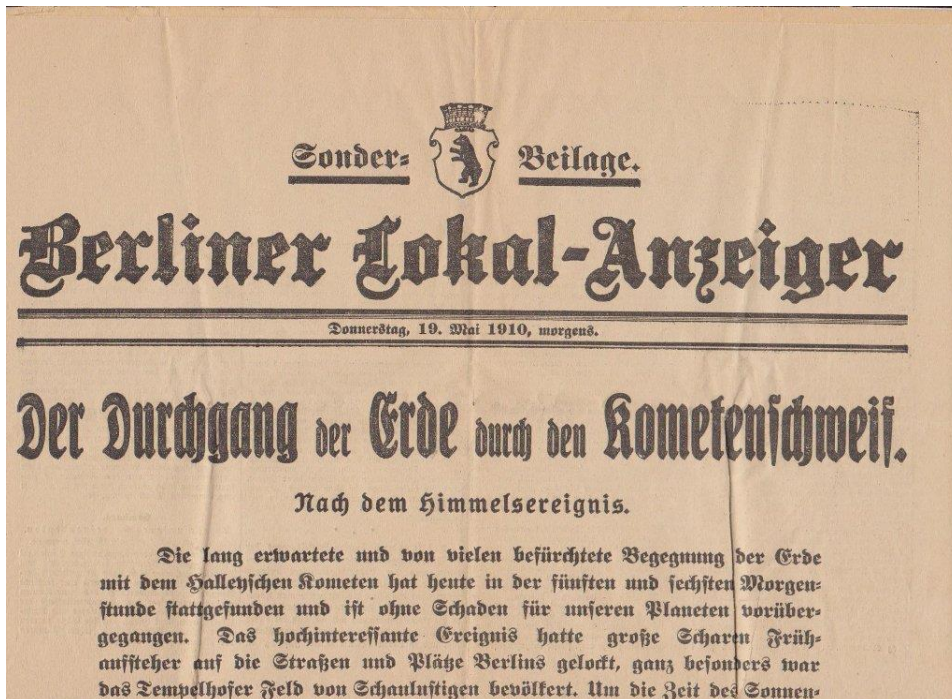 Sonder- Beilage.
Berliner Lokal-Anzeiger
Donnerstag, 19. Mai 1910, morgens.
Der Durchgang der Erde durch den Kometenschweif.
Nach dem Himmelsereignis.
Die lang erwartete und von vielen befürchtete Begegnung der Erde
mit dem Halleyschen Kometen hat heute in der fünften und sechsten Morgen-
stunde stattgefunden und ist ohne Schaden für unseren Planeten vorüber-
gegangen. Das hochinteressante Ereignis hatte große Scharen Früh-
aufsteher auf die Straßen und Plätze Berlins gelockt, ganz besonders war
das Tempelhofer Feld von Schaulustigen bevölkert. Um die Zeit des Sonnen-